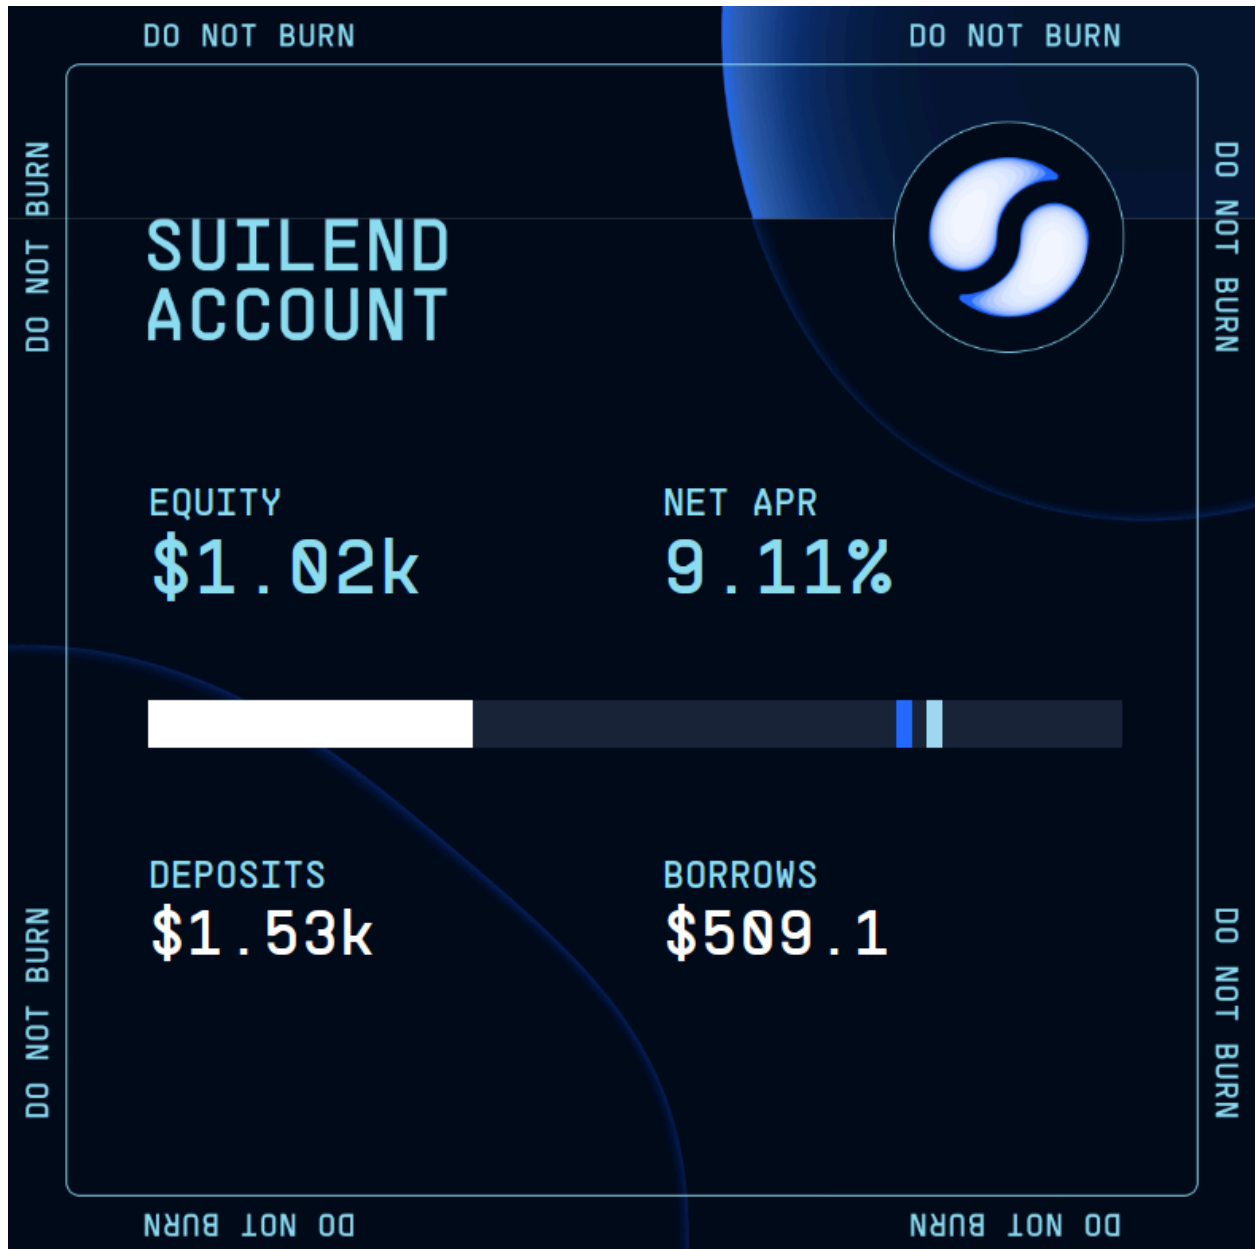 DO NOT BURN
DO NOT BURN
DO NOT BURN
DO NOT BURN
SUILEND
ACCOUNT
EQUITY
$1.02k
NET APR
9.11%
DEPOSITS
$1.53k
BORROWS
$509.1
DO NOT BURN
DO NOT BURN
DO NOT BURN
DO NOT BURN